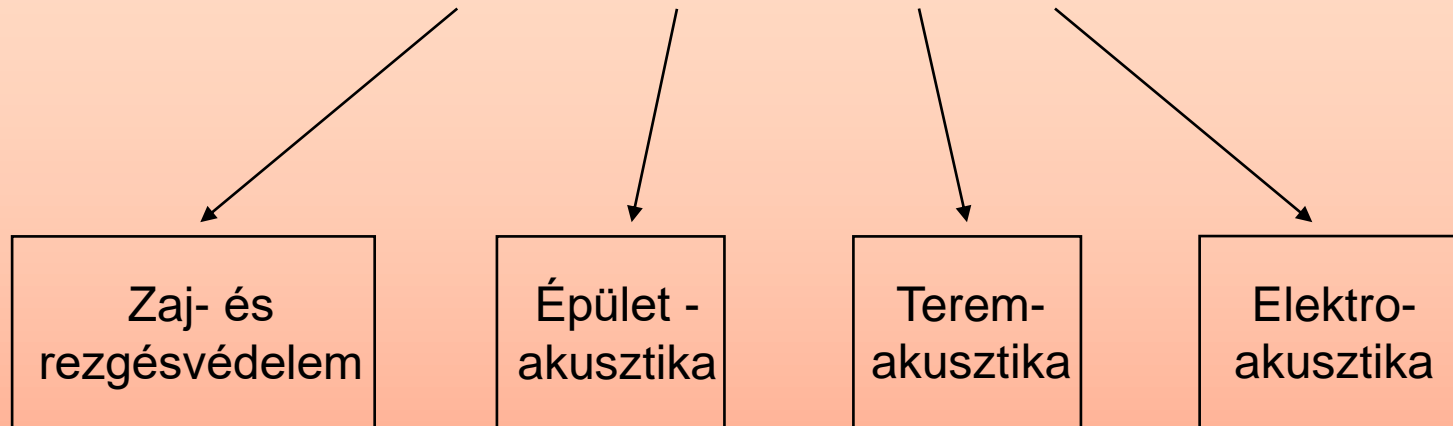 Zaj- és
rezgésvédelem
Épület -
akusztika
Terem-
akusztika
Elektro-
akusztika